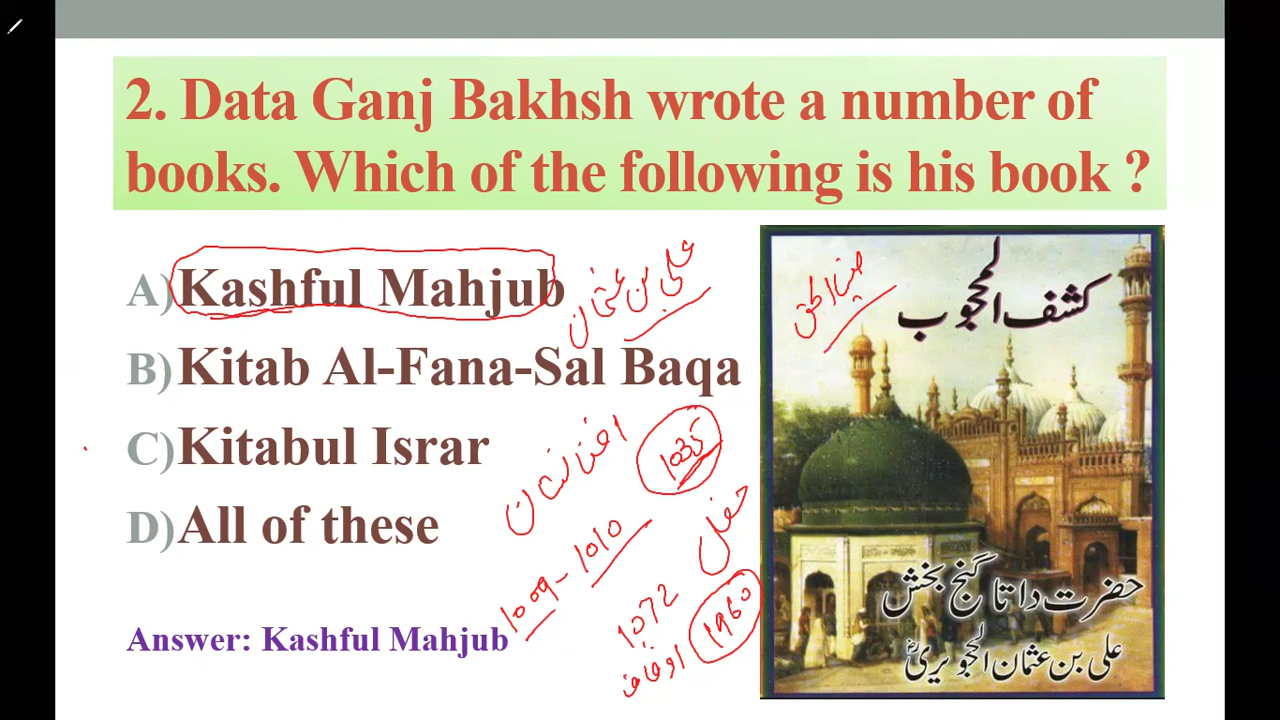 2. Data Ganj Bakhsh wrote a number of
books. Which of the following is his book ?
A) Kashful Mahjub
علی بن عثمان
B) Kitab Al-Fana-Sal Baqa
C) Kitabul Israr
1035
D) All of these
1009-1010
1072
اوقاف
1960
Answer: Kashful Mahjub
کشف المحجوب
حضرت داتا گنج بخش
علی بن عثمان الہجویریؒ